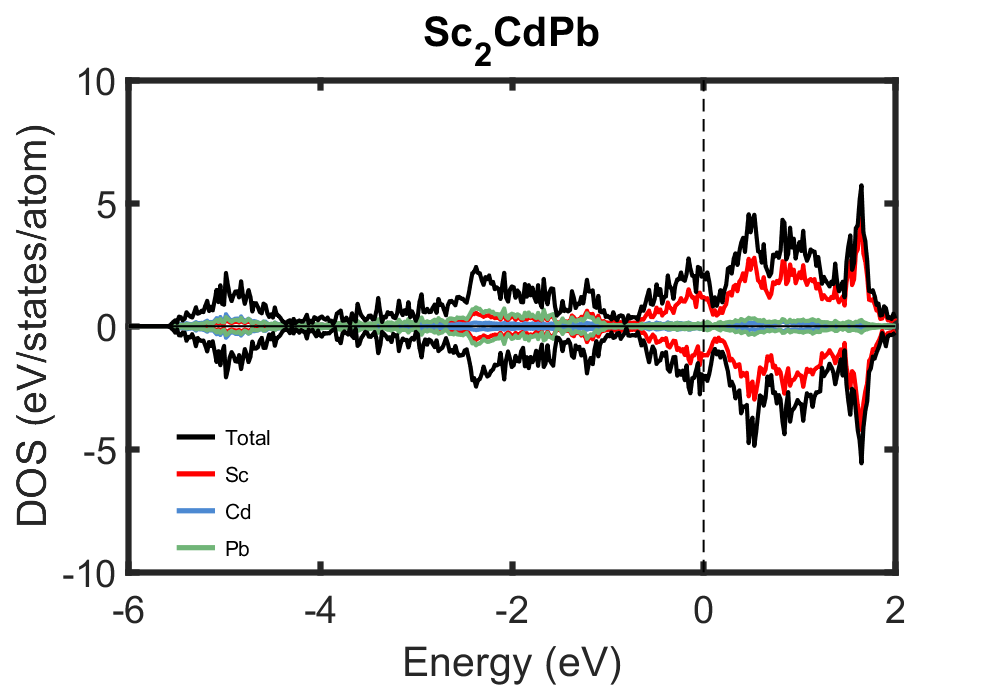 Sc2CdPb
10
5
0
-5
-10
DOS (eV/states/atom)
Total
Sc
Cd
Pb
-6 -4 -2 0 2
Energy (eV)